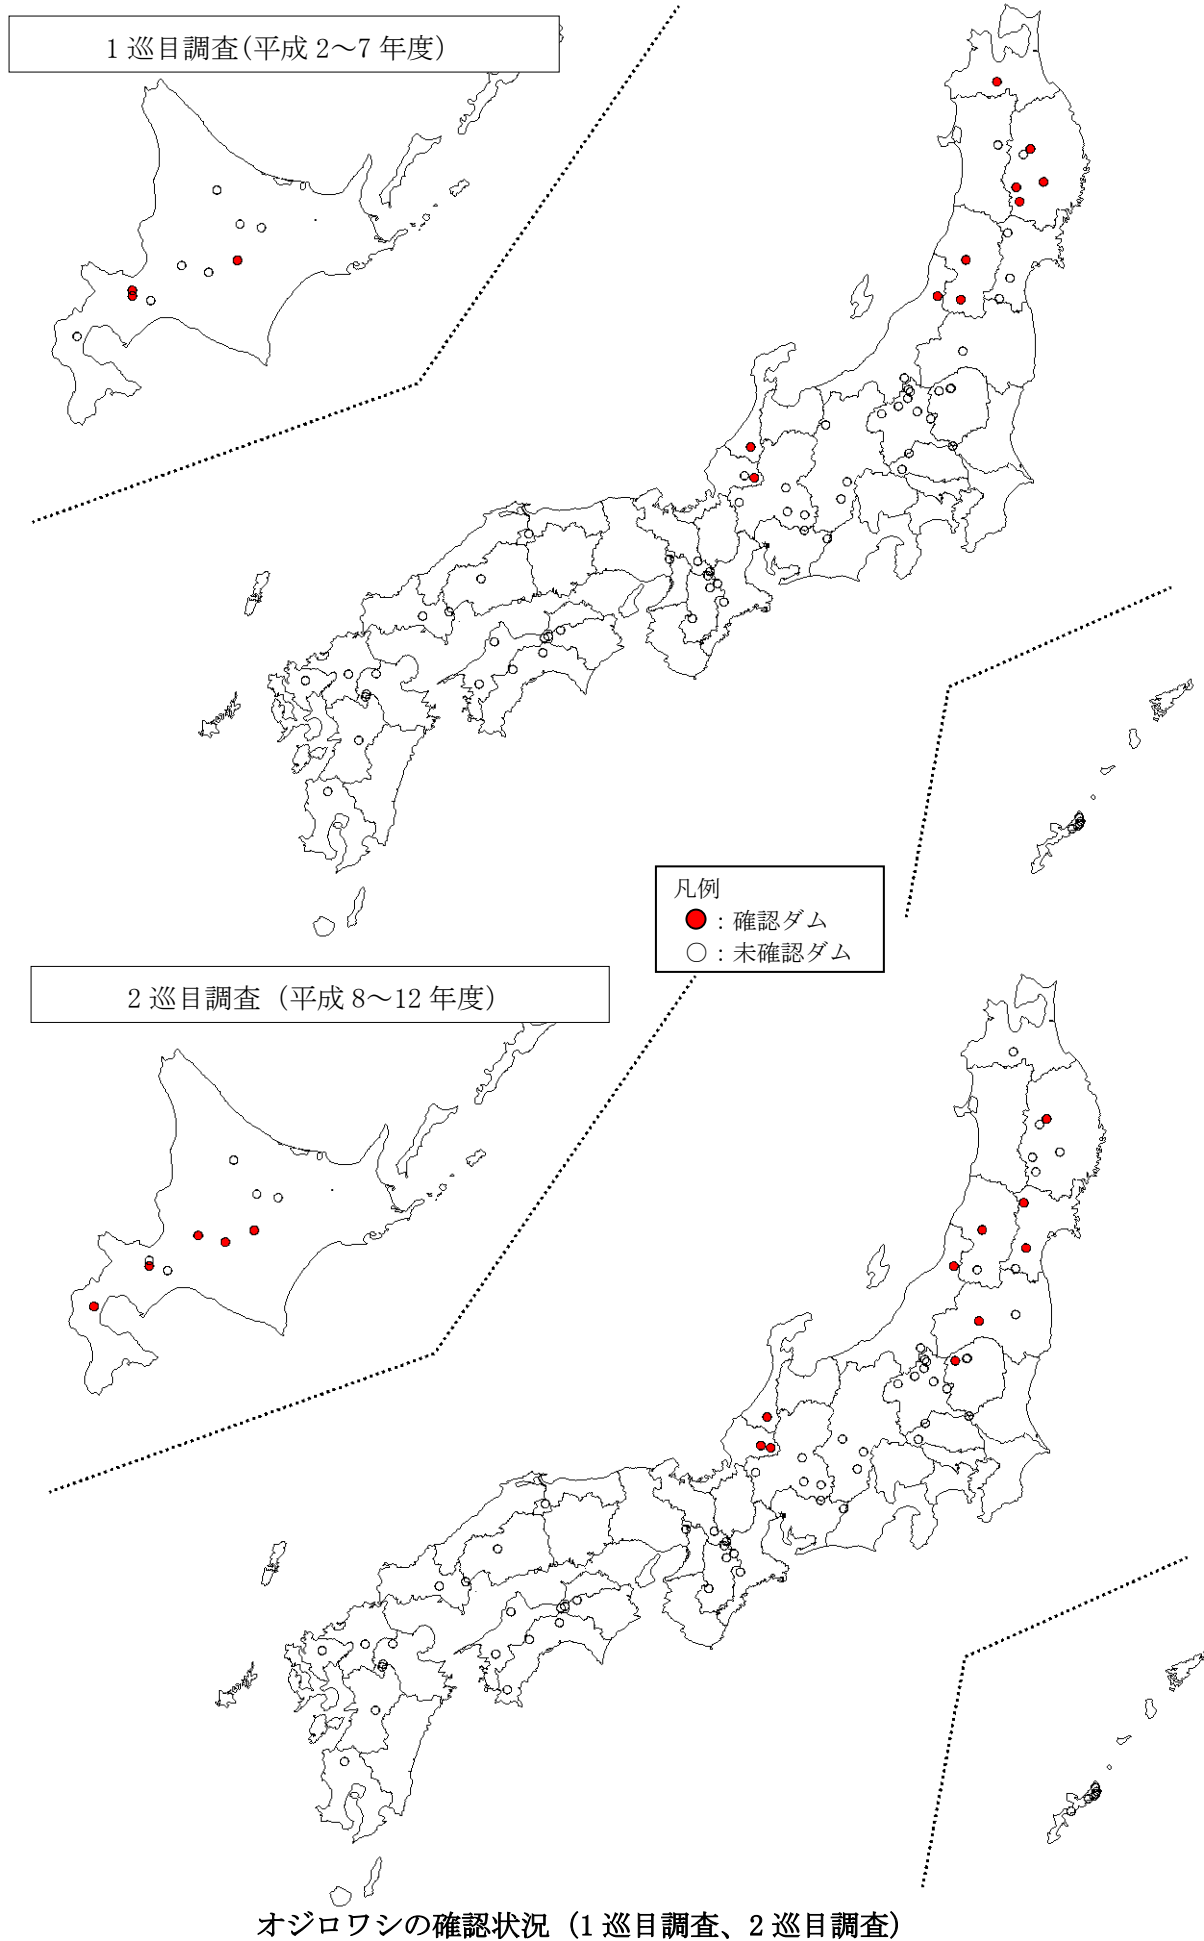 1 巡目調査(平成 2～7 年度)
凡例
●：確認ダム
○：未確認ダム
2 巡目調査（平成 8～12 年度）
オジロワシの確認状況（1 巡目調査、2 巡目調査）